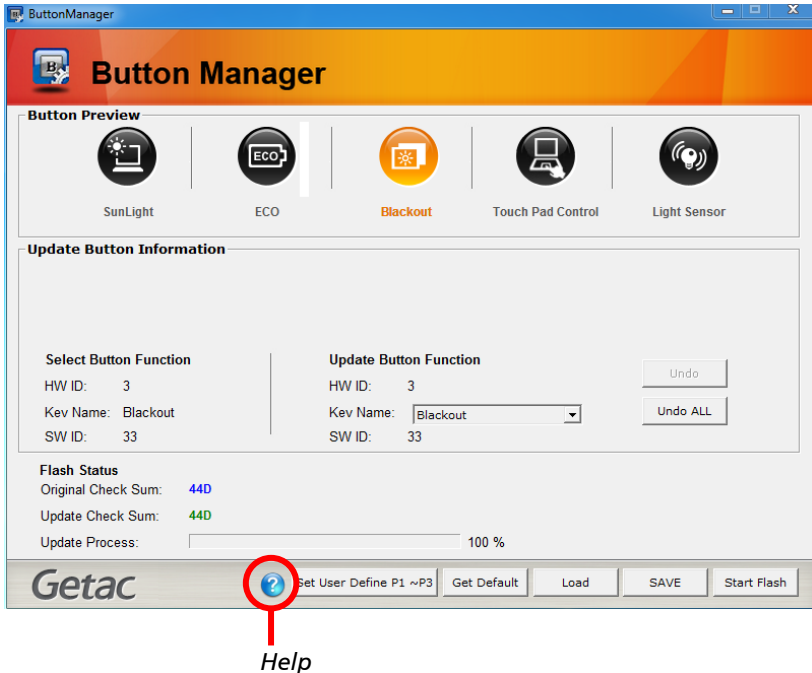 ButtonManager
Button Manager
Button Preview
ECO
SunLight ECO Blackout Touch Pad Control Light Sensor
Update Button Information
Select Button Function Update Button Function
HW ID: 3 HW ID: 3 Undo
Kev Name: Blackout Kev Name: Blackout Undo ALL
SW ID: 33 SW ID: 33
Flash Status
Original Check Sum: 44D
Update Check Sum: 44D
Update Process: 100 %
Getac ? Set User Define P1 ~P3 Get Default Load SAVE Start Flash
Help